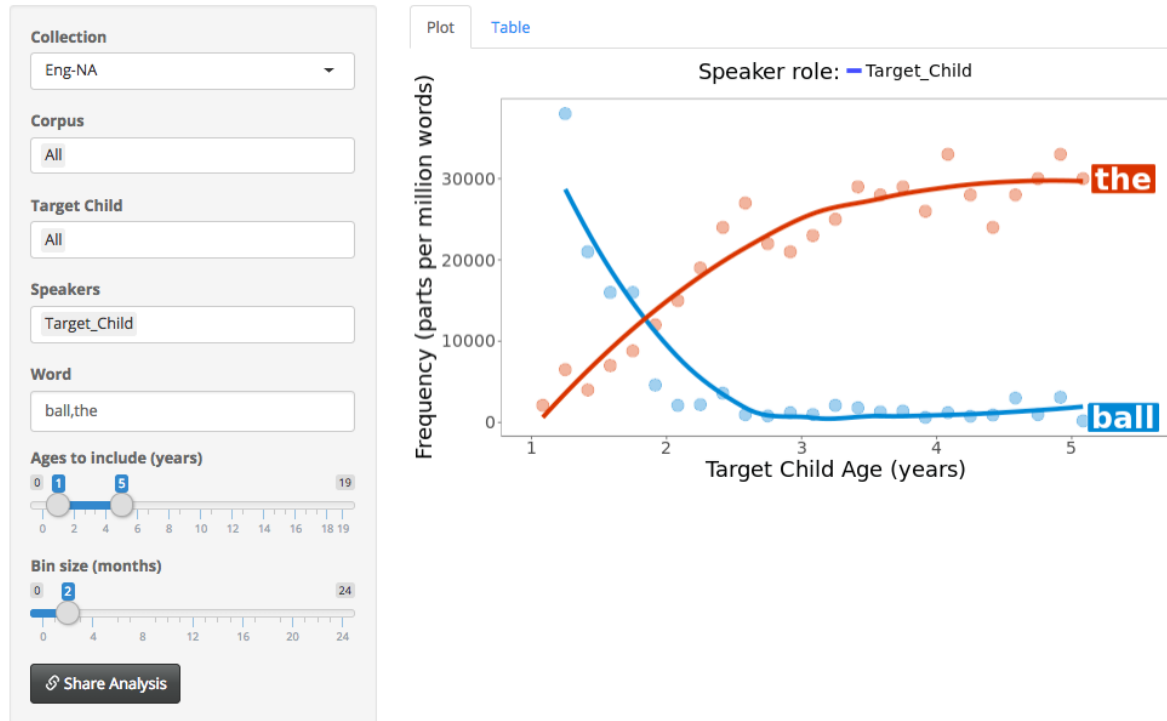 Collection
Eng-NA
Corpus
All
Target Child
All
Speakers
Target_Child
Word
ball,the
Ages to include (years)
0 1 5 19
0 2 4 6 8 10 12 14 16 18 19
Bin size (months)
0 2 24
0 4 8 12 16 20 24
Share Analysis
Plot Table
Speaker role: Target_Child
Frequency (parts per million words)
30000
20000
10000
0
the
ball
1 2 3 4 5
Target Child Age (years)